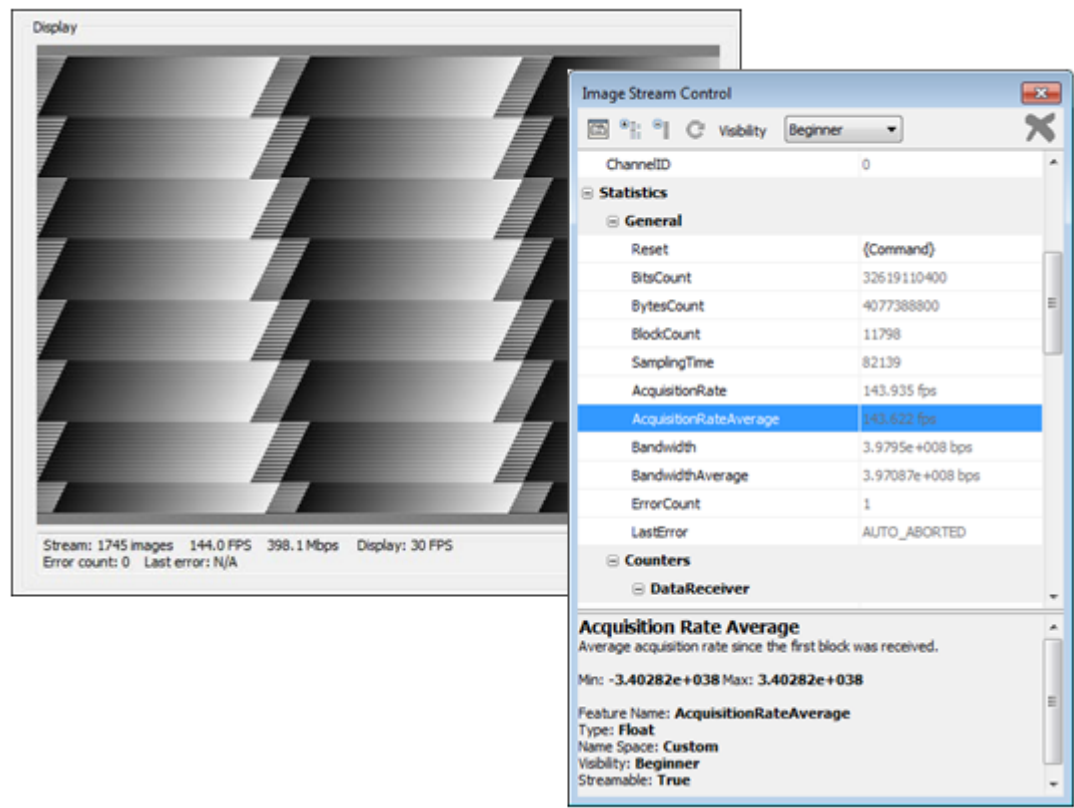 Display
Stream: 1745 images 144.0 FPS 398.1 Mbps Display: 30 FPS
Error count: 0 Last error: N/A
Image Stream Control
Visibility Beginner
ChannelID 0
Statistics
General
Reset {Command}
BitsCount 32619110400
BytesCount 4077388800
BlockCount 11798
SamplingTime 82139
AcquisitionRate 143.935 fps
AcquisitionRateAverage 143.622 fps
Bandwidth 3.9795e+008 bps
BandwidthAverage 3.97087e+008 bps
ErrorCount 1
LastError AUTO_ABORTED
Counters
DataReceiver
Acquisition Rate Average
Average acquisition rate since the first block was received.
Min: -3.40282e+038 Max: 3.40282e+038
Feature Name: AcquisitionRateAverage
Type: Float
Name Space: Custom
Visibility: Beginner
Streamable: True